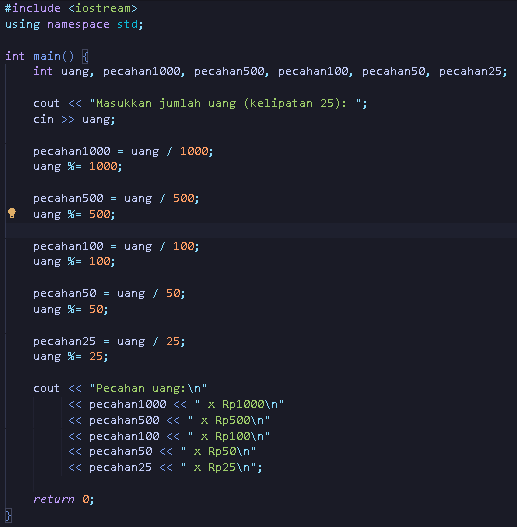 #include <iostream>
using namespace std;
int main() {
int uang, pecahan1000, pecahan500, pecahan100, pecahan50, pecahan25;
cout << "Masukkan jumlah uang (kelipatan 25): ";
cin >> uang;
pecahan1000 = uang / 1000;
uang %= 1000;
pecahan500 = uang / 500;
uang %= 500;
pecahan100 = uang / 100;
uang %= 100;
pecahan50 = uang / 50;
uang %= 50;
pecahan25 = uang / 25;
uang %= 25;
cout << "Pecahan uang:\n"
<< pecahan1000 << " x Rp1000\n"
<< pecahan500 << " x Rp500\n"
<< pecahan100 << " x Rp100\n"
<< pecahan50 << " x Rp50\n"
<< pecahan25 << " x Rp25\n";
return 0;
}